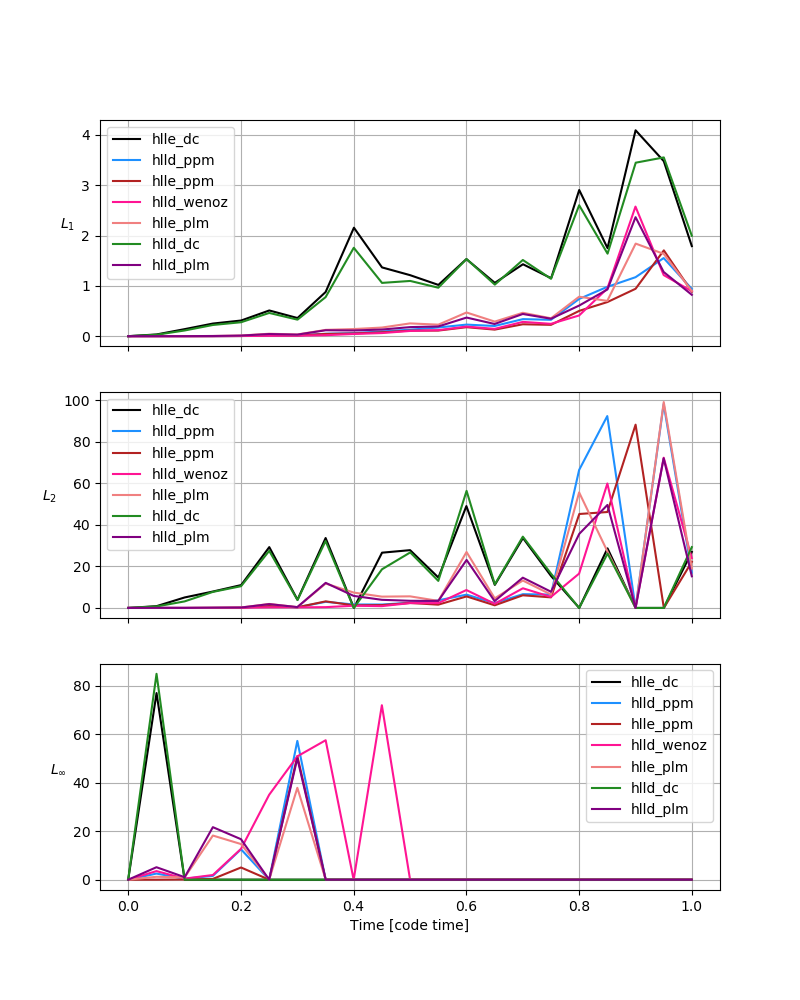 4
3
2
1
0
L₁
hlle_dc
hlld_ppm
hlle_ppm
hlld_wenoz
hlle_plm
hlld_dc
hlld_plm
100
80
60
40
20
0
L₂
hlle_dc
hlld_ppm
hlle_ppm
hlld_wenoz
hlle_plm
hlld_dc
hlld_plm
80
60
40
20
0
L∞
hlle_dc
hlld_ppm
hlle_ppm
hlld_wenoz
hlle_plm
hlld_dc
hlld_plm
0.0 0.2 0.4 0.6 0.8 1.0
Time [code time]